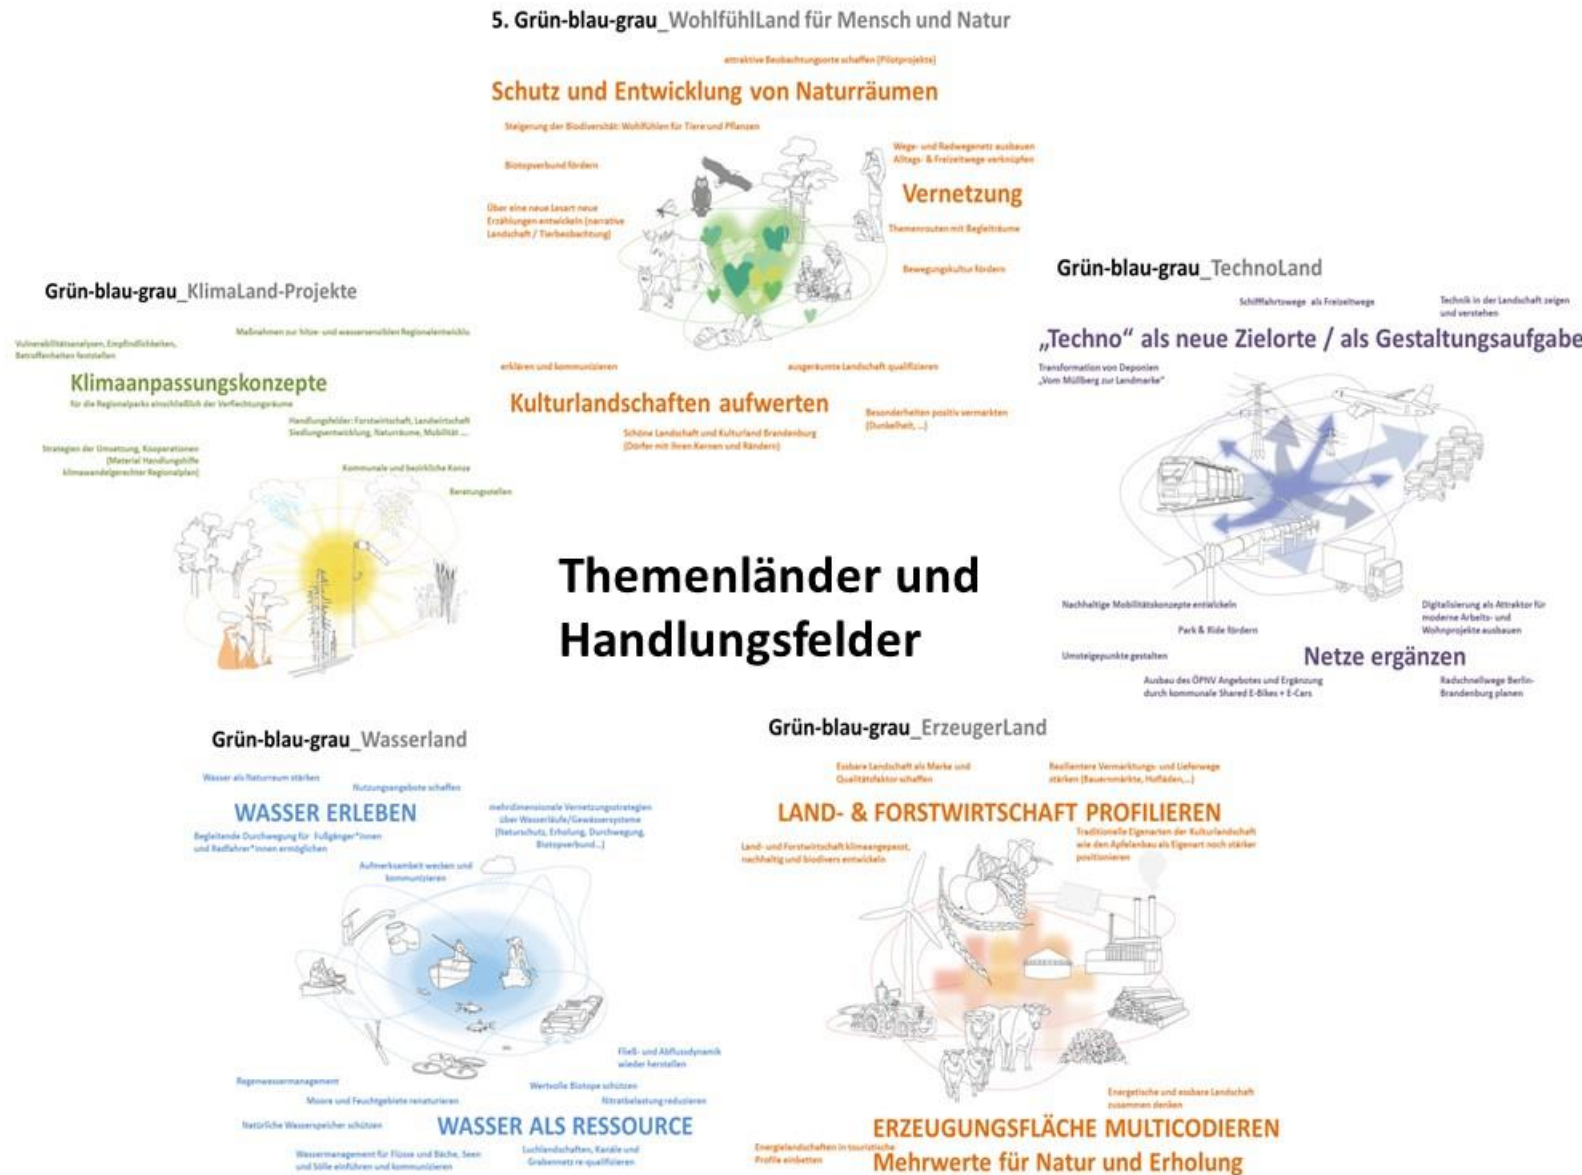 5. Grün-blau-grau_WohlfühlLand für Mensch und Natur
attraktive Beobachtungsorte schaffen (Pilotprojekte)
Schutz und Entwicklung von Naturräumen
Steigerung der Biodiversität: Wohlfühlen für Tiere und Pflanzen
Biotopverbund fördern
Über eine neue Lesart neue
Erzählungen entwickeln (narrative
Landschaft / Tierbeobachtung)
Wege- und Radwegenetz ausbauen
Alltags- & Freizeitwege verknüpfen
Vernetzung
Themenrouten mit Begleiträume
Bewegungskultur fördern
erklären und kommunizieren
ausgeräumte Landschaft qualifizieren
Kulturlandschaften aufwerten
Besonderheiten positiv vermarkten
(Dunkelheit, ...)
Schöne Landschaft und Kulturland Brandenburg
(Dörfer mit ihren Kernen und Rändern)
Grün-blau-grau_KlimaLand-Projekte
Maßnahmen zur hitze- und wassersensiblen Regionalentwicklu
Vulnerabilitätsanalysen, Empfindlichkeiten,
Betroffenheiten feststellen
Klimaanpassungskonzepte
für die Regionalparks einschließlich der Verflechtungsräume
Handlungsfelder: Forstwirtschaft, Landwirtschaft
Siedlungsentwicklung, Naturräume, Mobilität ....
Strategien der Umsetzung, Kooperationen
(Material Handlungshilfe
klimawandelgerechter Regionalplan)
Kommunale und bezirkliche Konze
Beratungsstellen
Grün-blau-grau_TechnoLand
Schifffahrtswege als Freizeitwege
Technik in der Landschaft zeigen
und verstehen
„Techno" als neue Zielorte / als Gestaltungsaufgabe
Transformation von Deponien
„Vom Müllberg zur Landmarke"
Nachhaltige Mobilitätskonzepte entwickeln
Park & Ride fördern
Umsteigepunkte gestalten
Digitalisierung als Attraktor für
moderne Arbeits- und
Wohnprojekte ausbauen
Netze ergänzen
Ausbau des ÖPNV Angebotes und Ergänzung
durch kommunale Shared E-Bikes + E-Cars
Radschnellwege Berlin-
Brandenburg planen
Themenländer und
Handlungsfelder
Grün-blau-grau_Wasserland
Wasser als Naturraum stärken
Nutzungsangebote schaffen
WASSER ERLEBEN
Begleitende Durchwegung für Fußgänger*innen
und Radfahrer*innen ermöglichen
mehrdimensionale Vernetzungsstrategien
über Wasserläufe/Gewässersysteme
(Naturschutz, Erholung, Durchwegung,
Biotopverbund...)
Aufmerksamkeit wecken und
kommunizieren
Fließ- und Abflussdynamik
wieder herstellen
Regenwassermanagement
Wertvolle Biotope schützen
Moore und Feuchtgebiete renaturieren
Nitratbelastung reduzieren
Natürliche Wasserspeicher schützen
WASSER ALS RESSOURCE
Wassermanagement für Flüsse und Bäche, Seen
und Sölle einführen und kommunizieren
Luchlandschaften, Kanäle und
Grabennetz re-qualifizieren
Grün-blau-grau_ErzeugerLand
Essbare Landschaft als Marke und
Qualitätsfaktor schaffen
Resilientere Vermarktungs- und Lieferwege
stärken (Bauernmärkte, Hofläden,...)
LAND- & FORSTWIRTSCHAFT PROFILIEREN
Land- und Forstwirtschaft klimaangepasst,
nachhaltig und biodivers entwickeln
Traditionelle Eigenarten der Kulturlandschaft
wie den Apfelanbau als Eigenart noch stärker
positionieren
Energetische und essbare Landschaft
zusammen denken
ERZEUGUNGSFLÄCHE MULTICODIEREN
Energielandschaften in touristische
Profile einbetten
Mehrwerte für Natur und Erholung